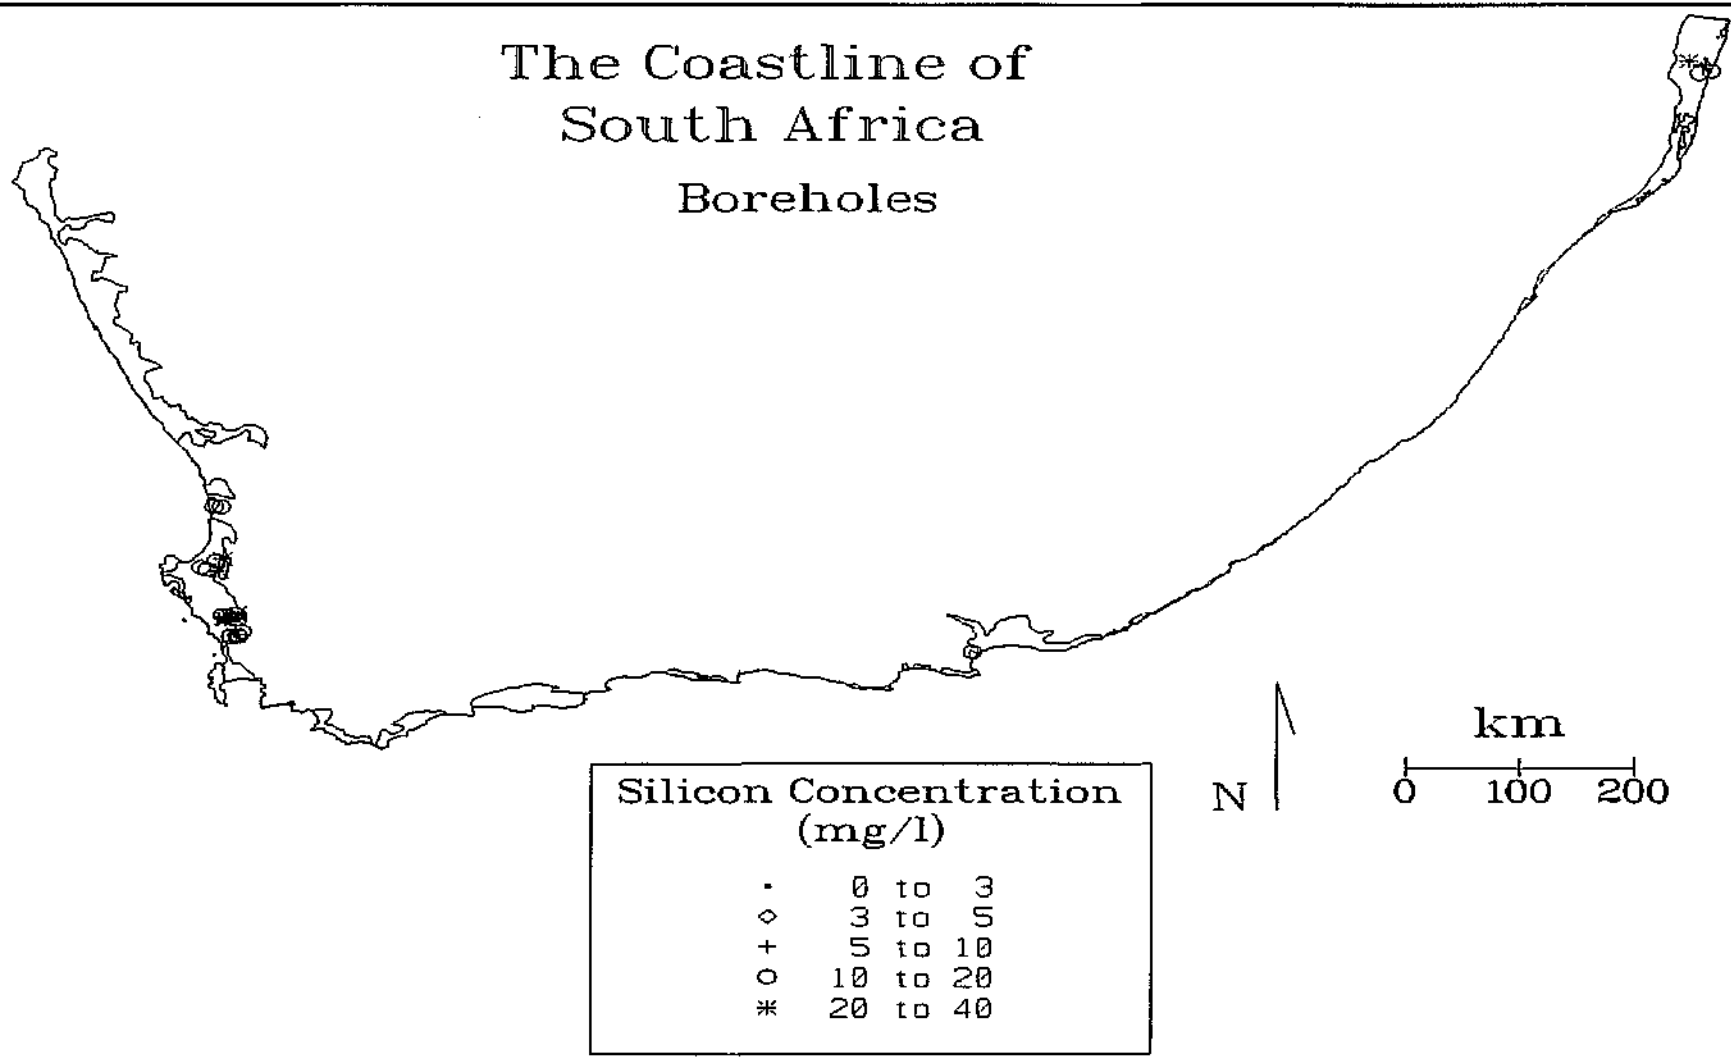 The Coastline of
South Africa
Boreholes
km
N
0 100 200
Silicon Concentration
(mg/l)
0 to 3
3 to 5
5 to 10
10 to 20
20 to 40